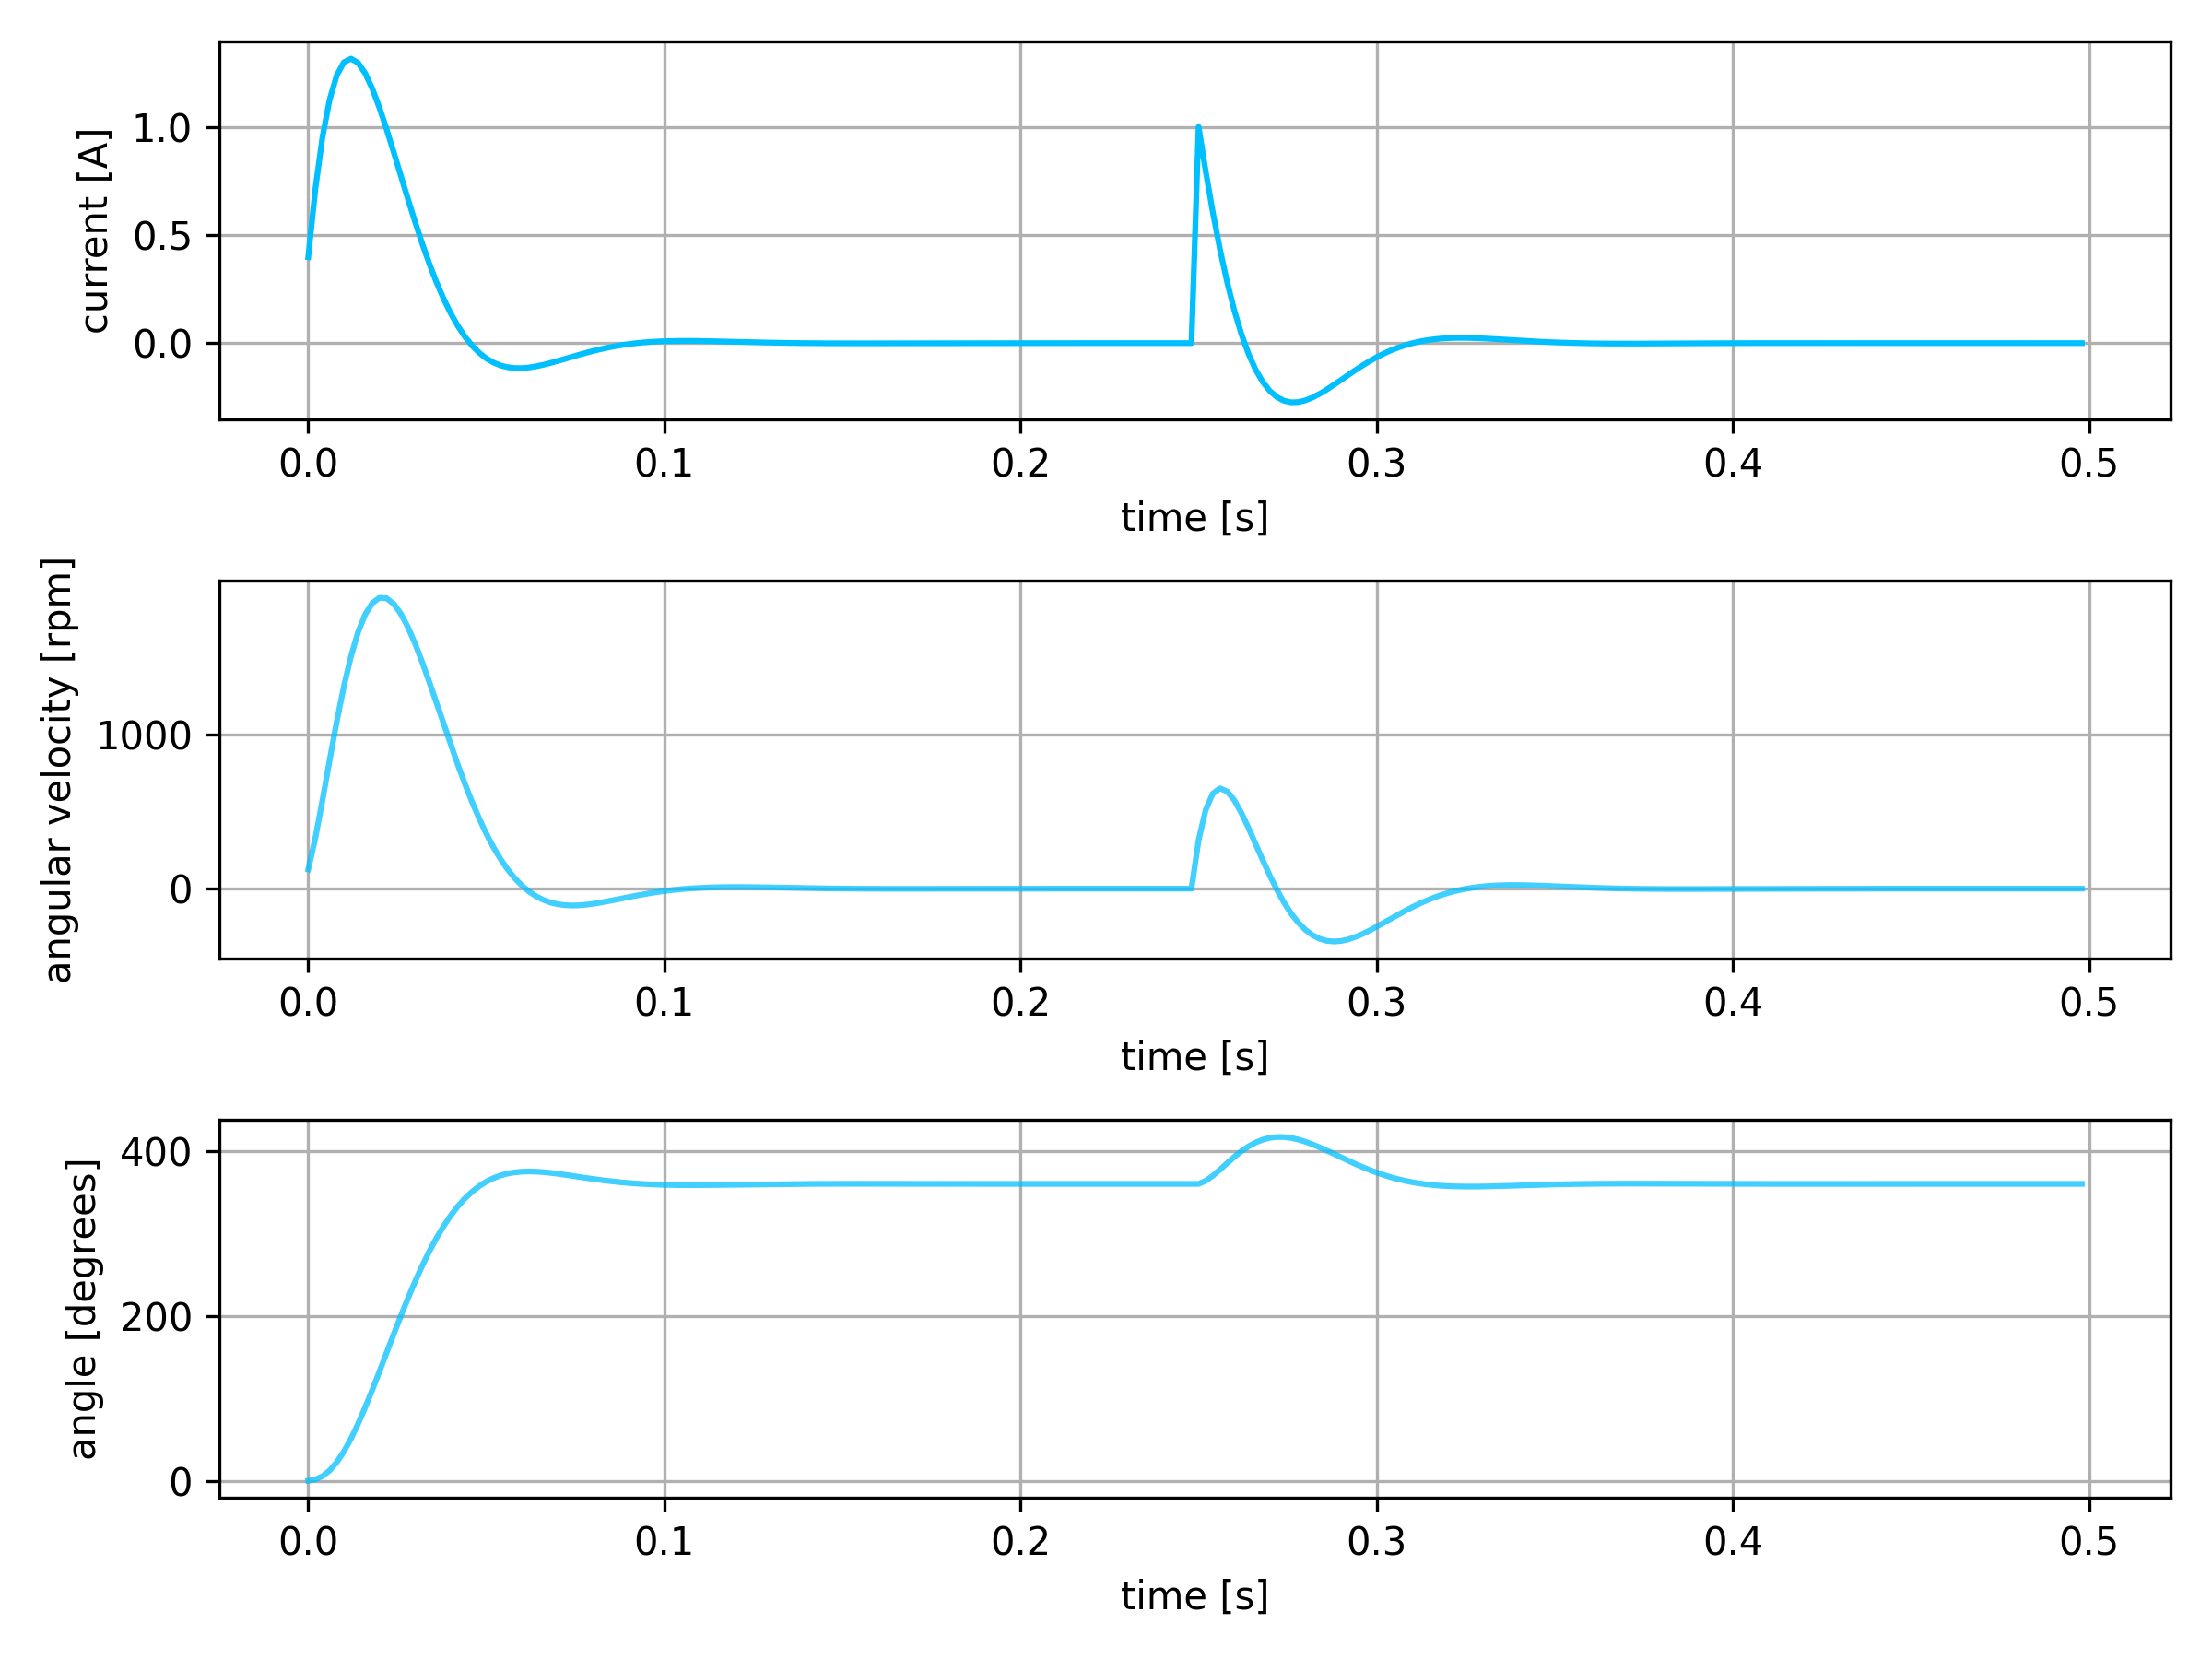 current [A]
1.0
0.5
0.0
0.0 0.1 0.2 0.3 0.4 0.5
time [s]
angular velocity [rpm]
1000
0
0.0 0.1 0.2 0.3 0.4 0.5
time [s]
angle [degrees]
400
200
0
0.0 0.1 0.2 0.3 0.4 0.5
time [s]